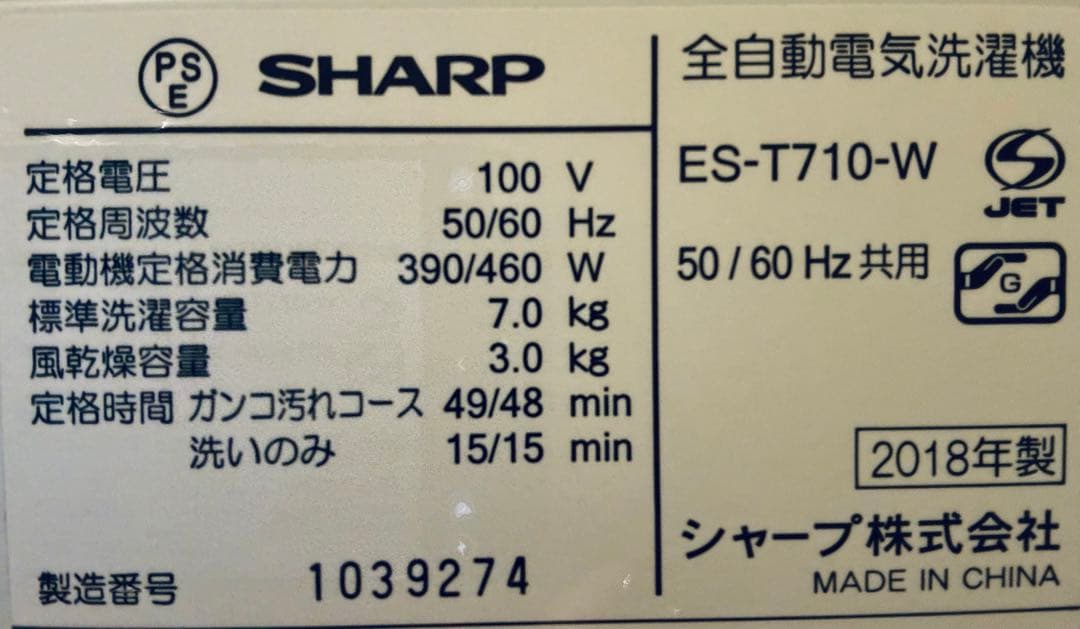 PS
E
SHARP
定格電圧 100 V
定格周波数 50/60 Hz
電動機定格消費電力 390/460 W
標準洗濯容量 7.0 kg
風乾燥容量 3.0 kg
定格時間 ガンコ汚れコース 49/48 min
洗いのみ 15/15 min
製造番号 1039274
全自動電気洗濯機
ES-T710-W
JET
50 / 60 Hz 共用
G
2018年製
シャープ株式会社
MADE IN CHINA